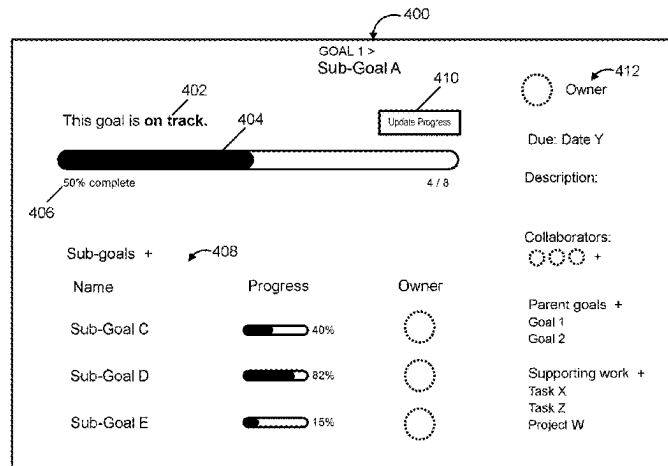 400
GOAL 1 >
Sub-Goal A
402
410
412
Owner
This goal is on track.
404
Update Progress
Due: Date Y
406
50% complete
4 / 8
Description:
Sub-goals +
408
Collaborators:
+
Name Progress Owner
Sub-Goal C 40%
Sub-Goal D 82%
Sub-Goal E 15%
Parent goals +
Goal 1
Goal 2
Supporting work +
Task X
Task Z
Project W